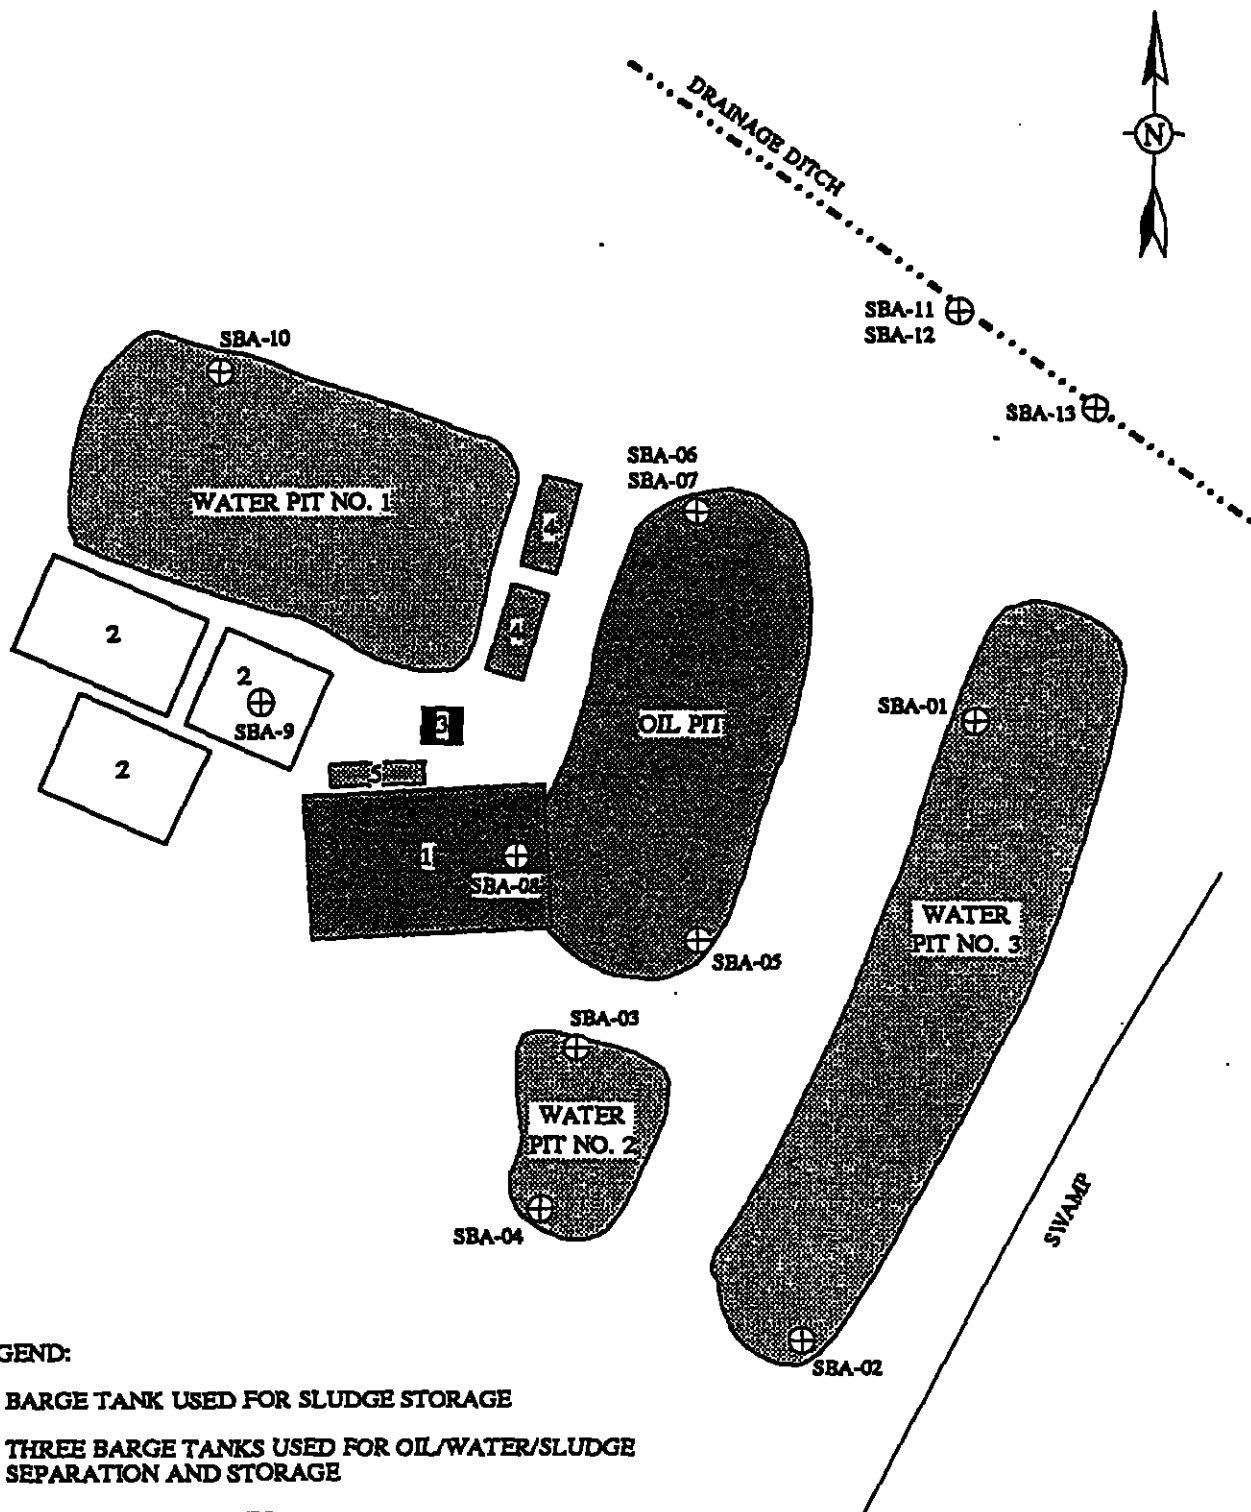 N
DRAINAGE DITCH
SBA-11
SBA-12
SBA-13
SBA-10
SBA-06
SBA-07
WATER PIT NO. 1
4
4
2
2
SBA-9
2
3
OIL PIT
SBA-01
5
1
SBA-08
WATER
PIT NO. 3
SBA-05
SBA-03
WATER
PIT NO. 2
SBA-04
SWAMP
SBA-02
GEND:
BARGE TANK USED FOR SLUDGE STORAGE
THREE BARGE TANKS USED FOR OIL/WATER/SLUDGE
SEPARATION AND STORAGE